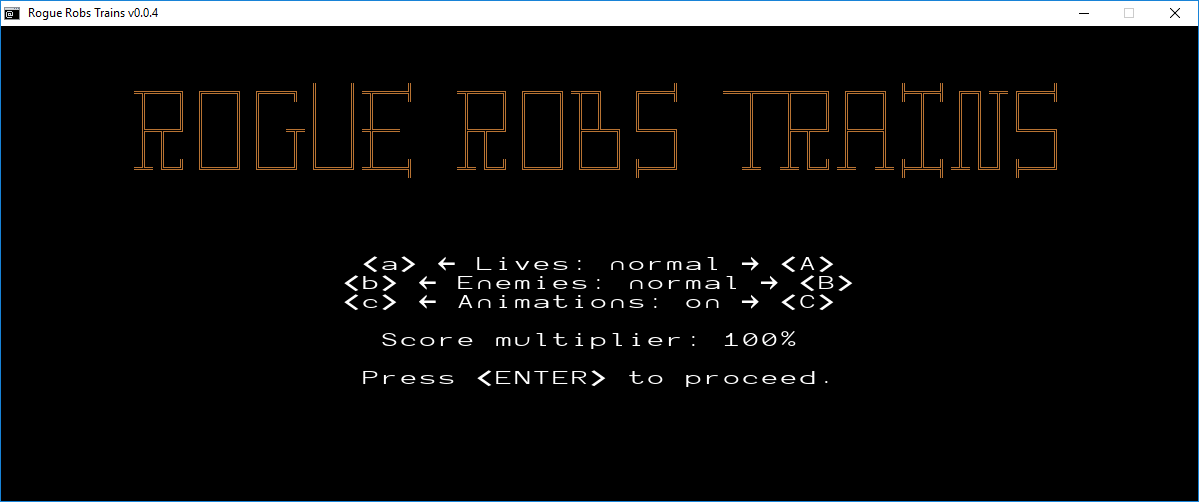 Rogue Robs Trains v0.0.4
ROGUE ROBS TRAINS
<a> ← Lives: normal → <A>
<b> ← Enemies: normal → <B>
<c> ← Animations: on → <C>
Score multiplier: 100%
Press <ENTER> to proceed.